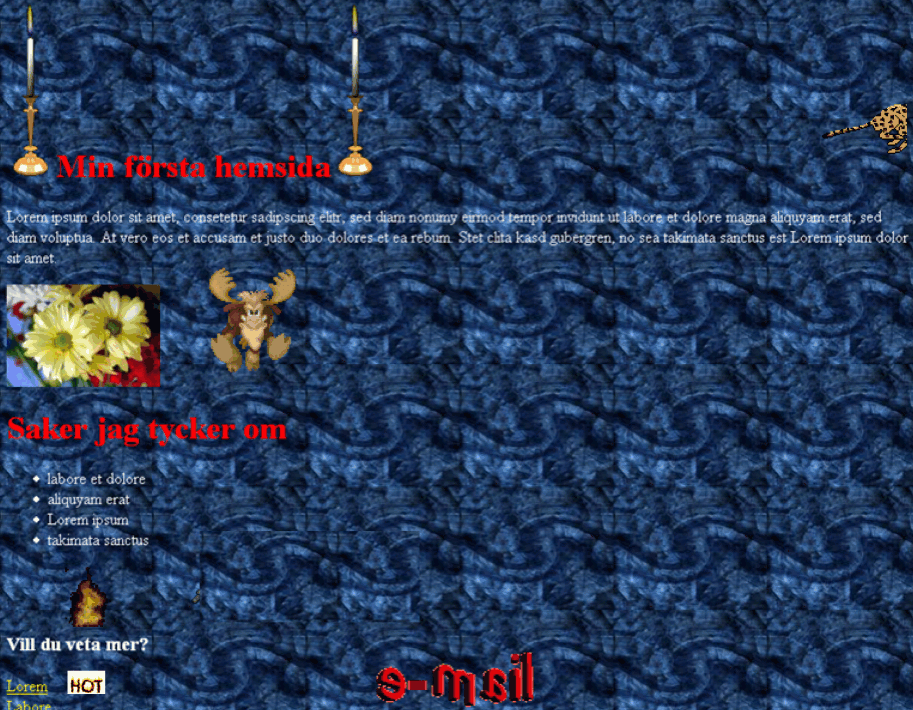 Min första hemsida
Lorem ipsum dolor sit amet, consetetur sadipscing elitr, sed diam nonumy eirmod tempor invidunt ut labore et dolore magna aliquyam erat, sed
diam voluptua. At vero eos et accusam et justo duo dolores et ea rebum. Stet clita kasd gubergren, no sea takimata sanctus est Lorem ipsum dolor
sit amet.
Saker jag tycker om
labore et dolore
aliquyam erat
Lorem ipsum
takimata sanctus
Vill du veta mer?
Lorem
HOT
e-mail
Labore